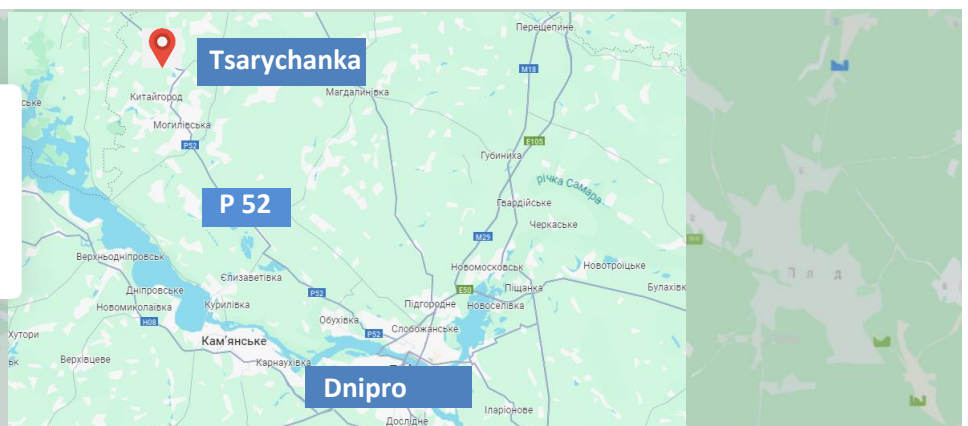 Перещепине
Tsarychanka
M18
Китайгород
Магдалинівка
Могилівська
P52
E105
Губиниха
річка Самара
P 52
Гвардійське
Черкаське
M29
Верхньодніпровськ
Новомосковськ
Новотроїцьке
Єлизаветівка
Дніпровське
P52
E50
Піщанка
Булахівк
Новомиколаївка
Курилівка
Підгородне
Новоселівка
H08
Обухівка
Слобожанське
Хутори
Кам'янське
P52
Верхівцеве
Карнаухівка
Dnipro
Іларіонове
Дослідне